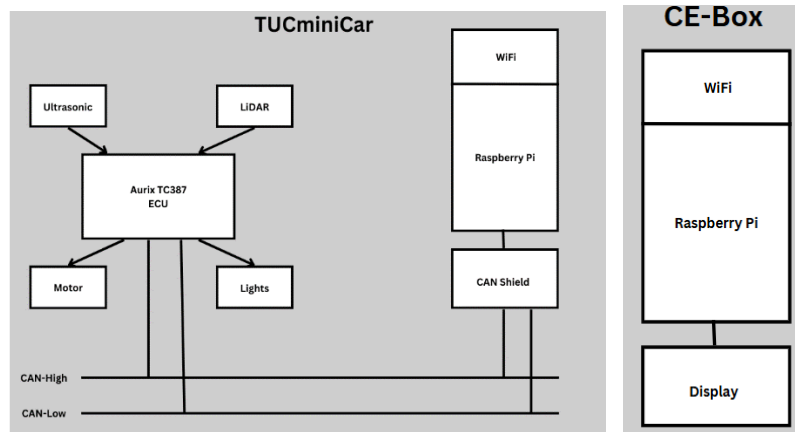 TUCminiCar
Ultrasonic
LiDAR
Aurix TC387
ECU
Motor
Lights
WiFi
Raspberry Pi
CAN Shield
CAN-High
CAN-Low
CE-Box
WiFi
Raspberry Pi
Display